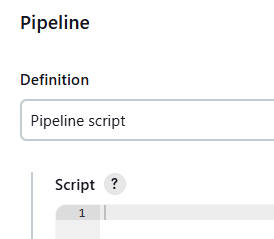 Pipeline
Definition
Pipeline script
Script ?
1